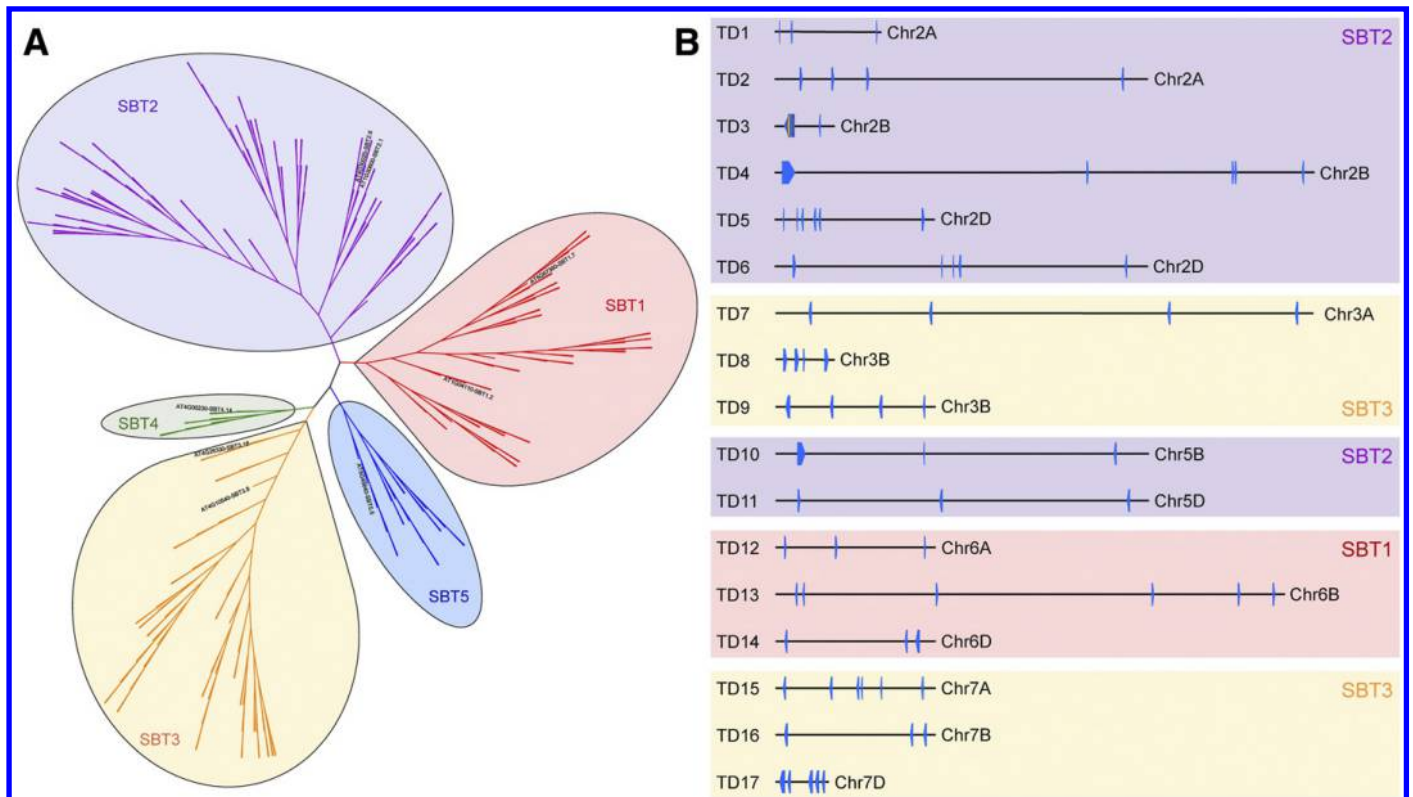 A
SBT2
SBT1
SBT4
SBT5
SBT3
B
TD1 Chr2A SBT2
TD2 Chr2A
TD3 Chr2B
TD4 Chr2B
TD5 Chr2D
TD6 Chr2D
TD7 Chr3A
TD8 Chr3B
TD9 Chr3B SBT3
TD10 Chr5B SBT2
TD11 Chr5D
TD12 Chr6A SBT1
TD13 Chr6B
TD14 Chr6D
TD15 Chr7A SBT3
TD16 Chr7B
TD17 Chr7D